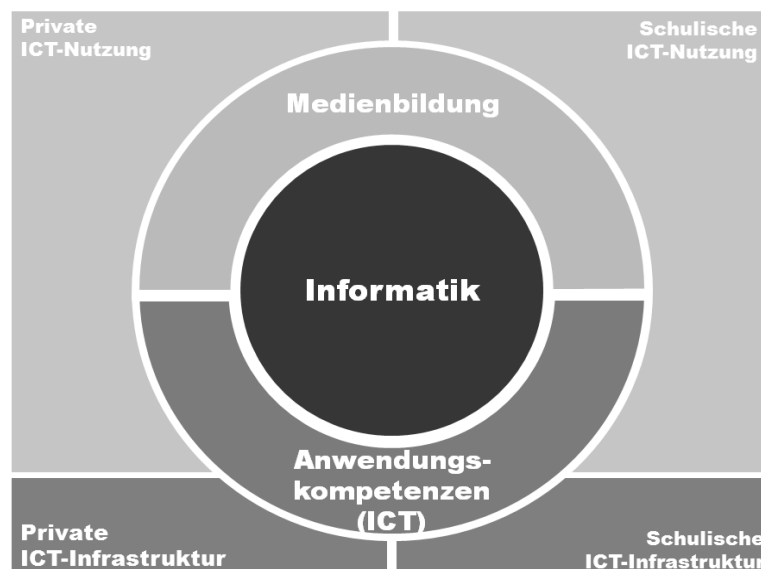 Private
ICT-Nutzung
Schulische
ICT-Nutzung
Medienbildung
Informatik
Anwendungs-
kompetenzen
(ICT)
Private
ICT-Infrastruktur
Schulische
ICT-Infrastruktur